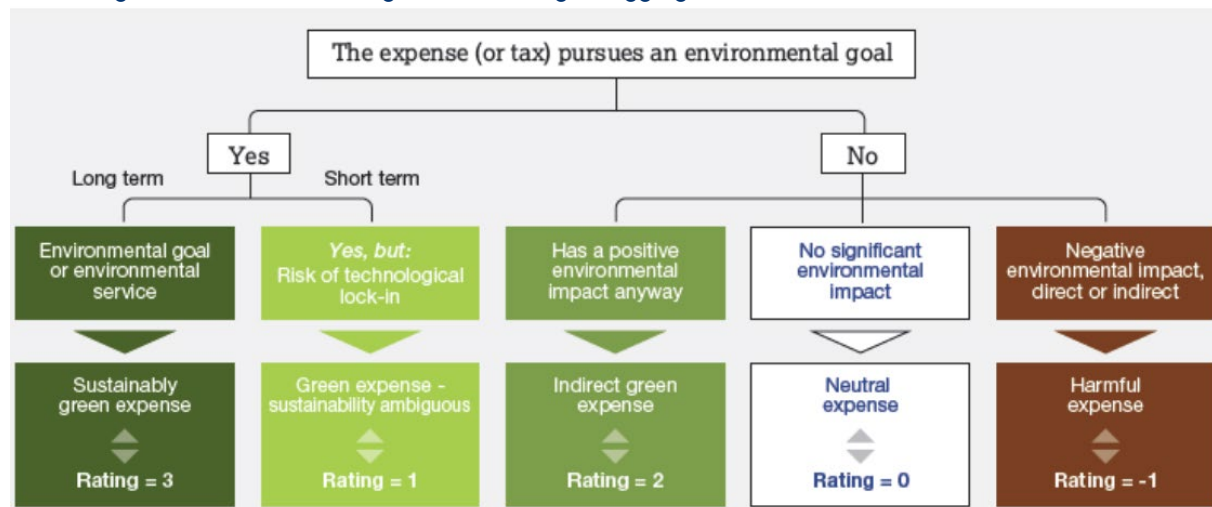 The expense (or tax) pursues an environmental goal
Yes
No
Long term
Short term
Environmental goal
or environmental
service
Yes, but:
Risk of technological
lock-in
Has a positive
environmental
impact anyway
No significant
environmental
impact
Negative
environmental impact,
direct or indirect
Sustainably
green expense
Rating = 3
Green expense -
sustainability ambiguous
Rating = 1
Indirect green
expense
Rating = 2
Neutral
expense
Rating = 0
Harmful
expense
Rating = -1